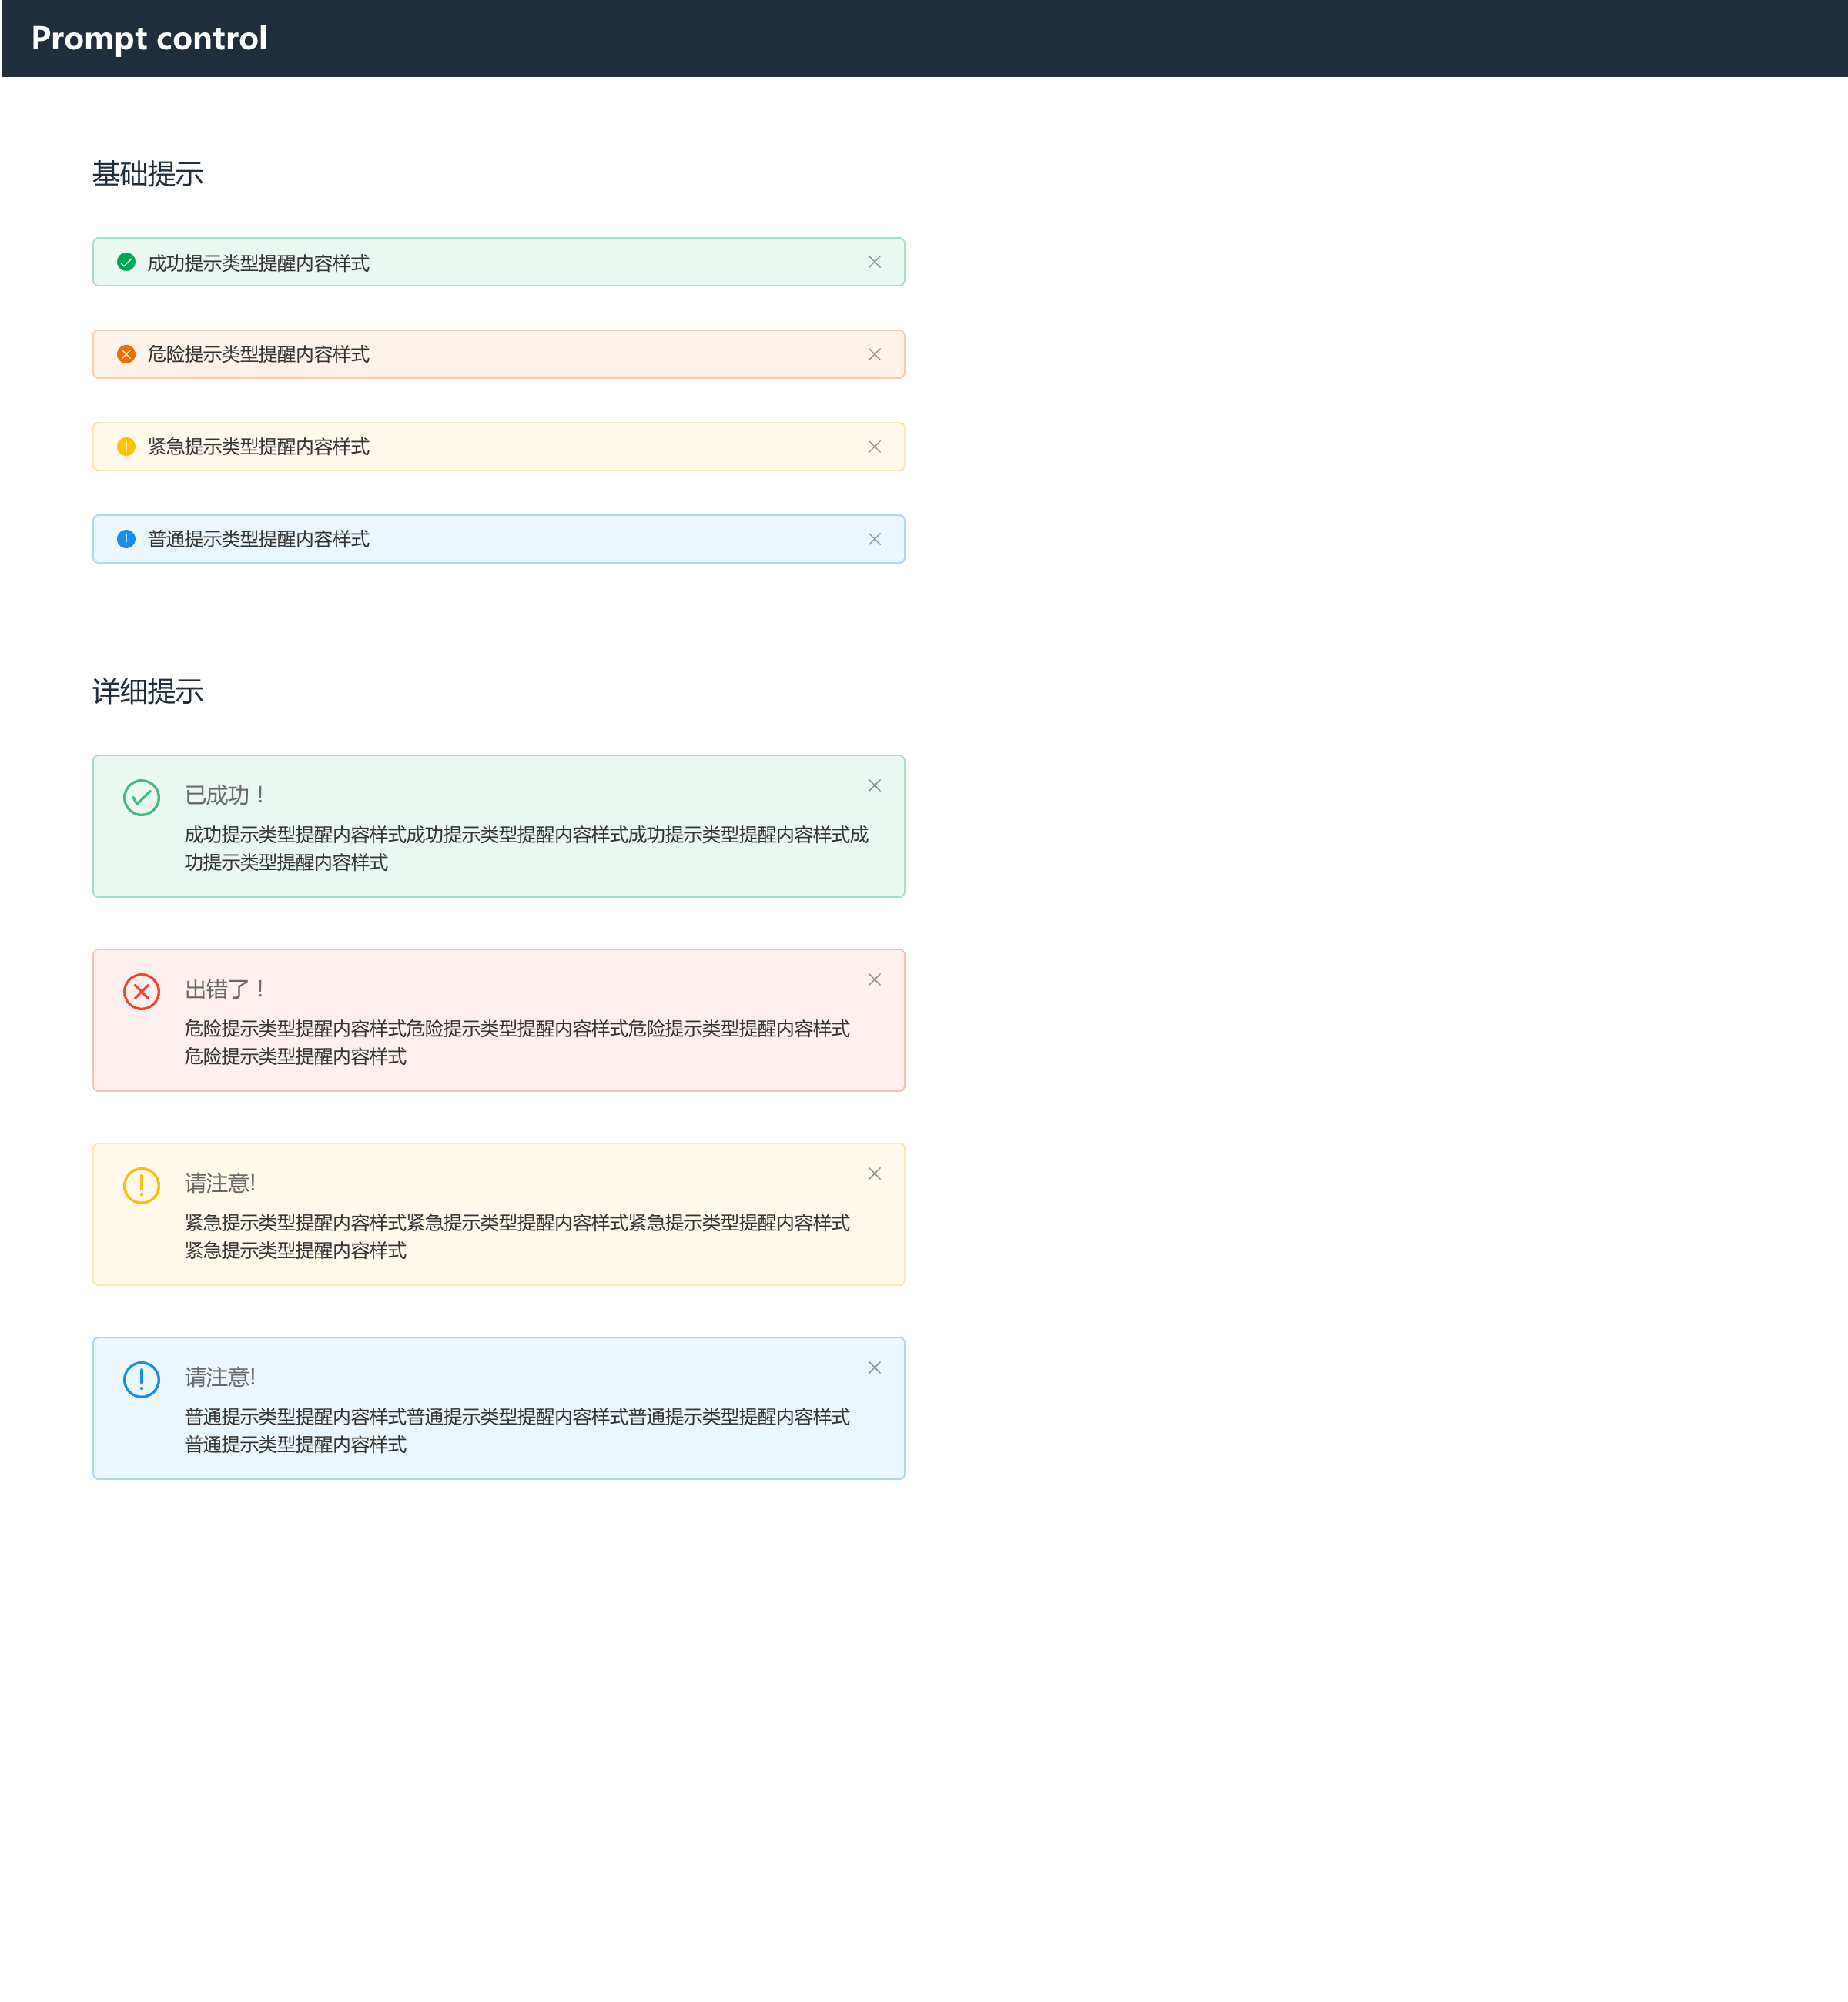 Prompt control
基础提示
成功提示类型提醒内容样式
危险提示类型提醒内容样式
紧急提示类型提醒内容样式
普通提示类型提醒内容样式
详细提示
已成功！
成功提示类型提醒内容样式成功提示类型提醒内容样式成功提示类型提醒内容样式成
功提示类型提醒内容样式
出错了！
危险提示类型提醒内容样式危险提示类型提醒内容样式危险提示类型提醒内容样式
危险提示类型提醒内容样式
请注意!
紧急提示类型提醒内容样式紧急提示类型提醒内容样式紧急提示类型提醒内容样式
紧急提示类型提醒内容样式
请注意!
普通提示类型提醒内容样式普通提示类型提醒内容样式普通提示类型提醒内容样式
普通提示类型提醒内容样式